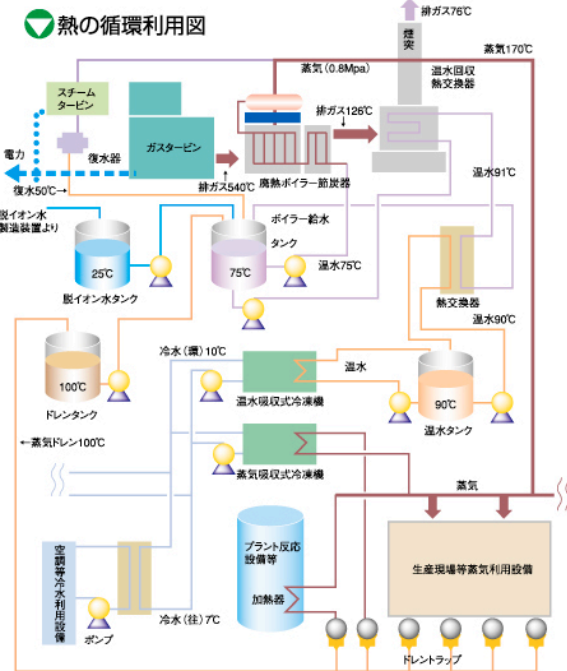 熱の循環利用図
排ガス76℃
煙突
蒸気170℃
蒸気(0.8Mpa)
温水回収
熱交換器
スチーム
タービン
排ガス126℃
ガスタービン
電力
復水器
排ガス540℃
廃熱ボイラー節炭器
温水91℃
復水50℃→
脱イオン水
製造装置より
ボイラー給水
タンク
25℃
75℃
温水75℃
脱イオン水タンク
熱交換器
温水90℃
冷水(環)10℃
温水
100℃
温水吸収式冷凍機
90℃
ドレンタンク
温水タンク
←蒸気ドレン100℃
蒸気吸収式冷凍機
蒸気
プラント反応
設備等
空調等冷水利用設備
加熱器
生産現場等蒸気利用設備
ポンプ
冷水(往)7℃
ドレントラップ